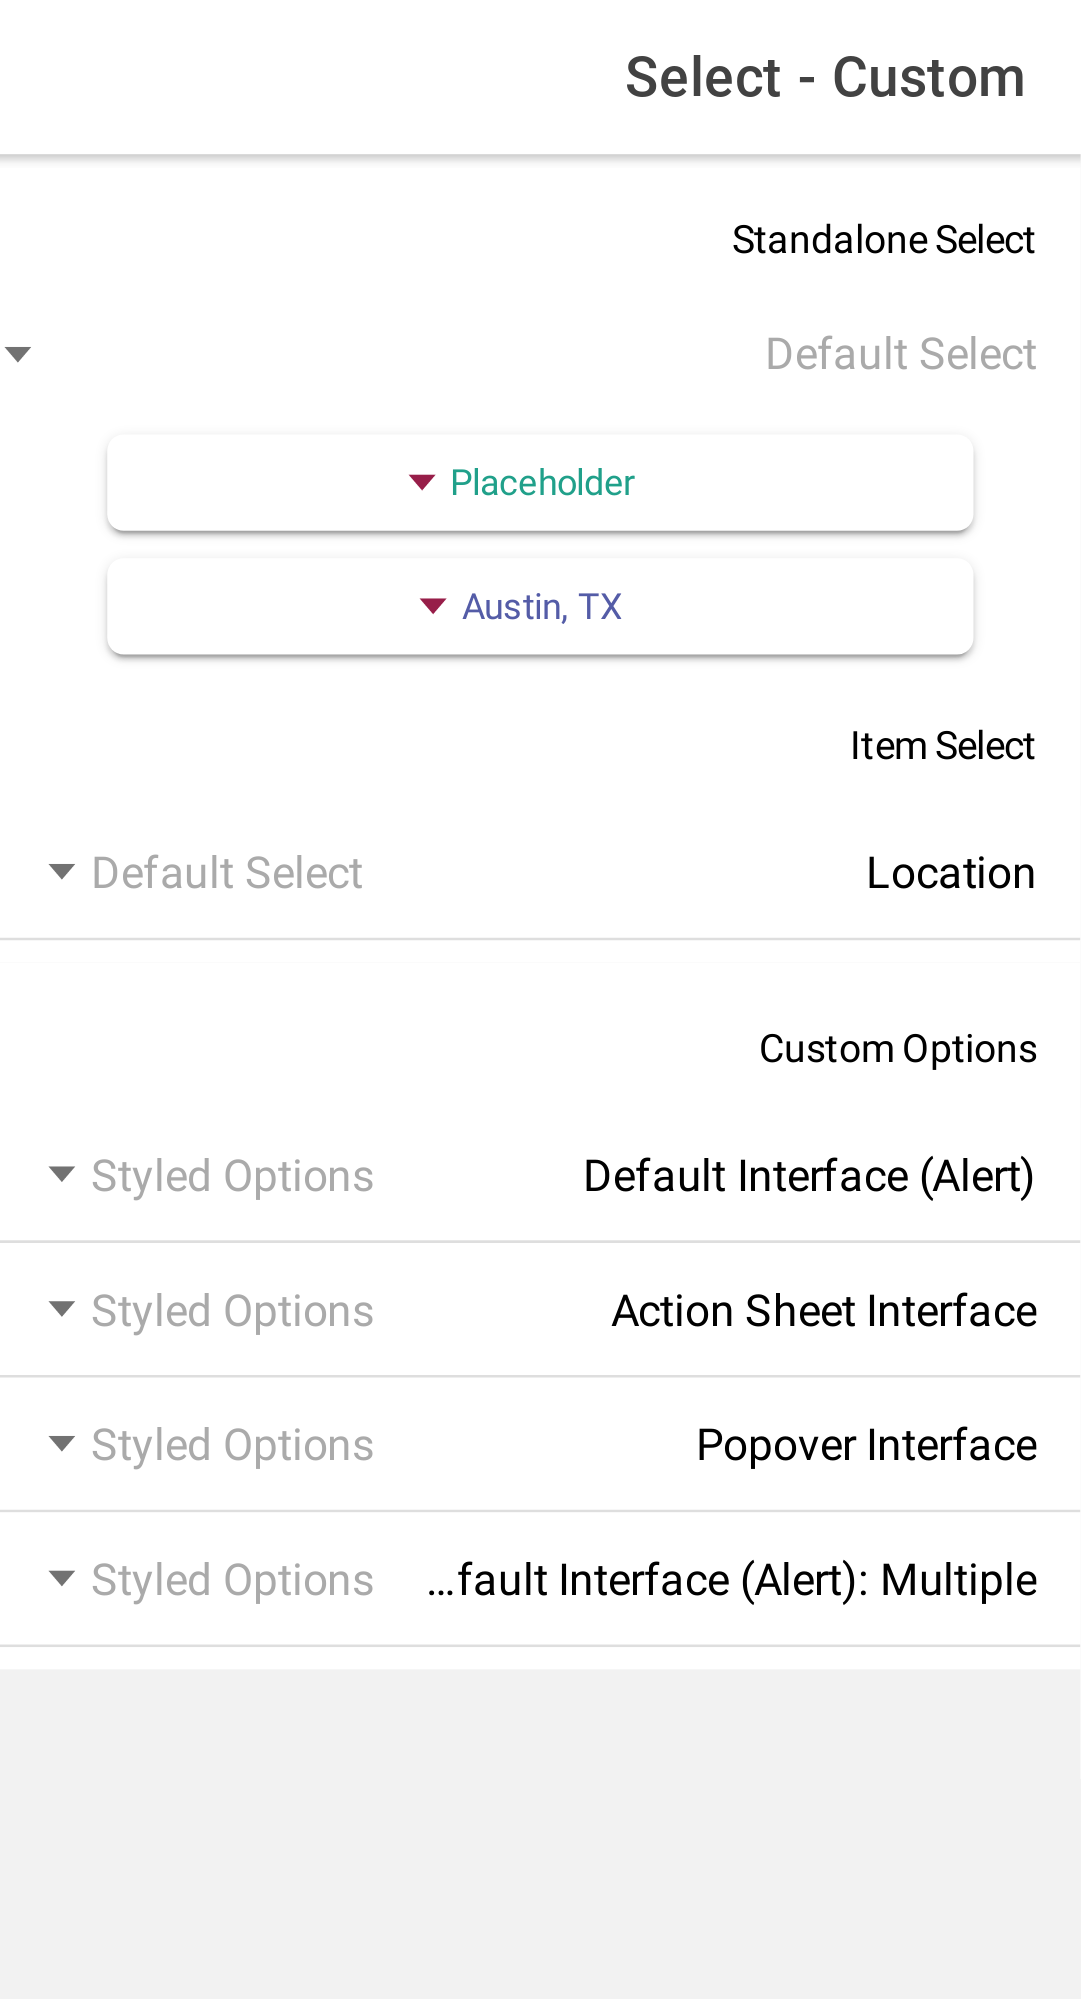 Select - Custom
Standalone Select
Default Select
Placeholder
Austin, TX
Item Select
Location
Default Select
Custom Options
Default Interface (Alert)
Styled Options
Action Sheet Interface
Styled Options
Popover Interface
Styled Options
...fault Interface (Alert): Multiple
Styled Options